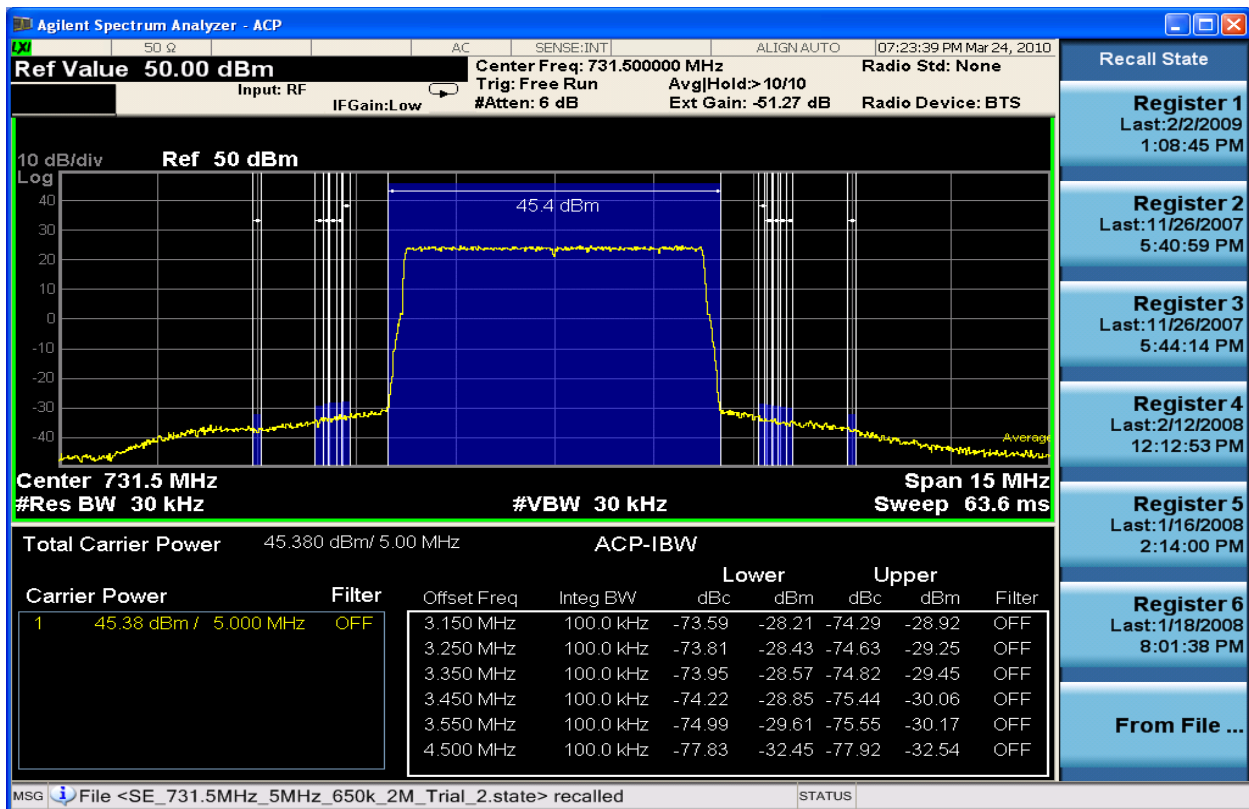 Agilent Spectrum Analyzer - ACP
LXI 50 Ω AC SENSE:INT ALIGN AUTO 07:23:39 PM Mar 24, 2010
Ref Value 50.00 dBm
Input: RF
IFGain:Low
Center Freq: 731.500000 MHz
Trig: Free Run
#Atten: 6 dB
Avg|Hold:> 10/10
Ext Gain: -51.27 dB
Radio Std: None
Radio Device: BTS
10 dB/div Ref 50 dBm
Log
40
30
20
10
0
-10
-20
-30
-40
45.4 dBm
Average
Center 731.5 MHz Span 15 MHz
#Res BW 30 kHz #VBW 30 kHz Sweep 63.6 ms
Total Carrier Power 45.380 dBm/ 5.00 MHz ACP-IBW
Carrier Power Filter
1 45.38 dBm / 5.000 MHz OFF
Lower Upper
Offset Freq Integ BW dBc dBm dBc dBm Filter
3.150 MHz 100.0 kHz -73.59 -28.21 -74.29 -28.92 OFF
3.250 MHz 100.0 kHz -73.81 -28.43 -74.63 -29.25 OFF
3.350 MHz 100.0 kHz -73.95 -28.57 -74.82 -29.45 OFF
3.450 MHz 100.0 kHz -74.22 -28.85 -75.44 -30.06 OFF
3.550 MHz 100.0 kHz -74.99 -29.61 -75.55 -30.17 OFF
4.500 MHz 100.0 kHz -77.83 -32.45 -77.92 -32.54 OFF
MSG File <SE_731.5MHz_5MHz_650k_2M_Trial_2.state> recalled STATUS
Recall State
Register 1
Last:2/2/2009
1:08:45 PM
Register 2
Last:11/26/2007
5:40:59 PM
Register 3
Last:11/26/2007
5:44:14 PM
Register 4
Last:2/12/2008
12:12:53 PM
Register 5
Last:1/16/2008
2:14:00 PM
Register 6
Last:1/18/2008
8:01:38 PM
From File ...